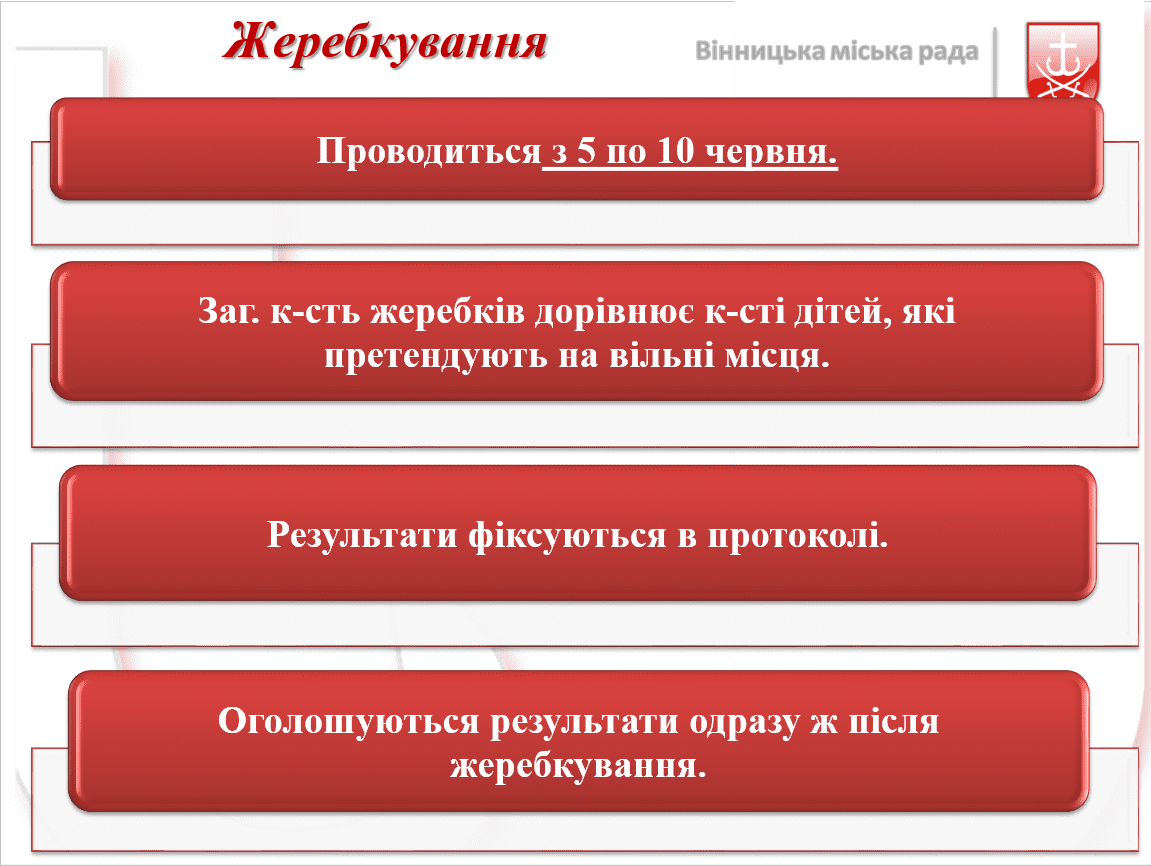 Жеребкування
Вінницька міська рада
Проводиться з 5 по 10 червня.
Заг. к-сть жеребків дорівнює к-сті дітей, які
претендують на вільні місця.
Результати фіксуються в протоколі.
Оголошуються результати одразу ж після
жеребкування.